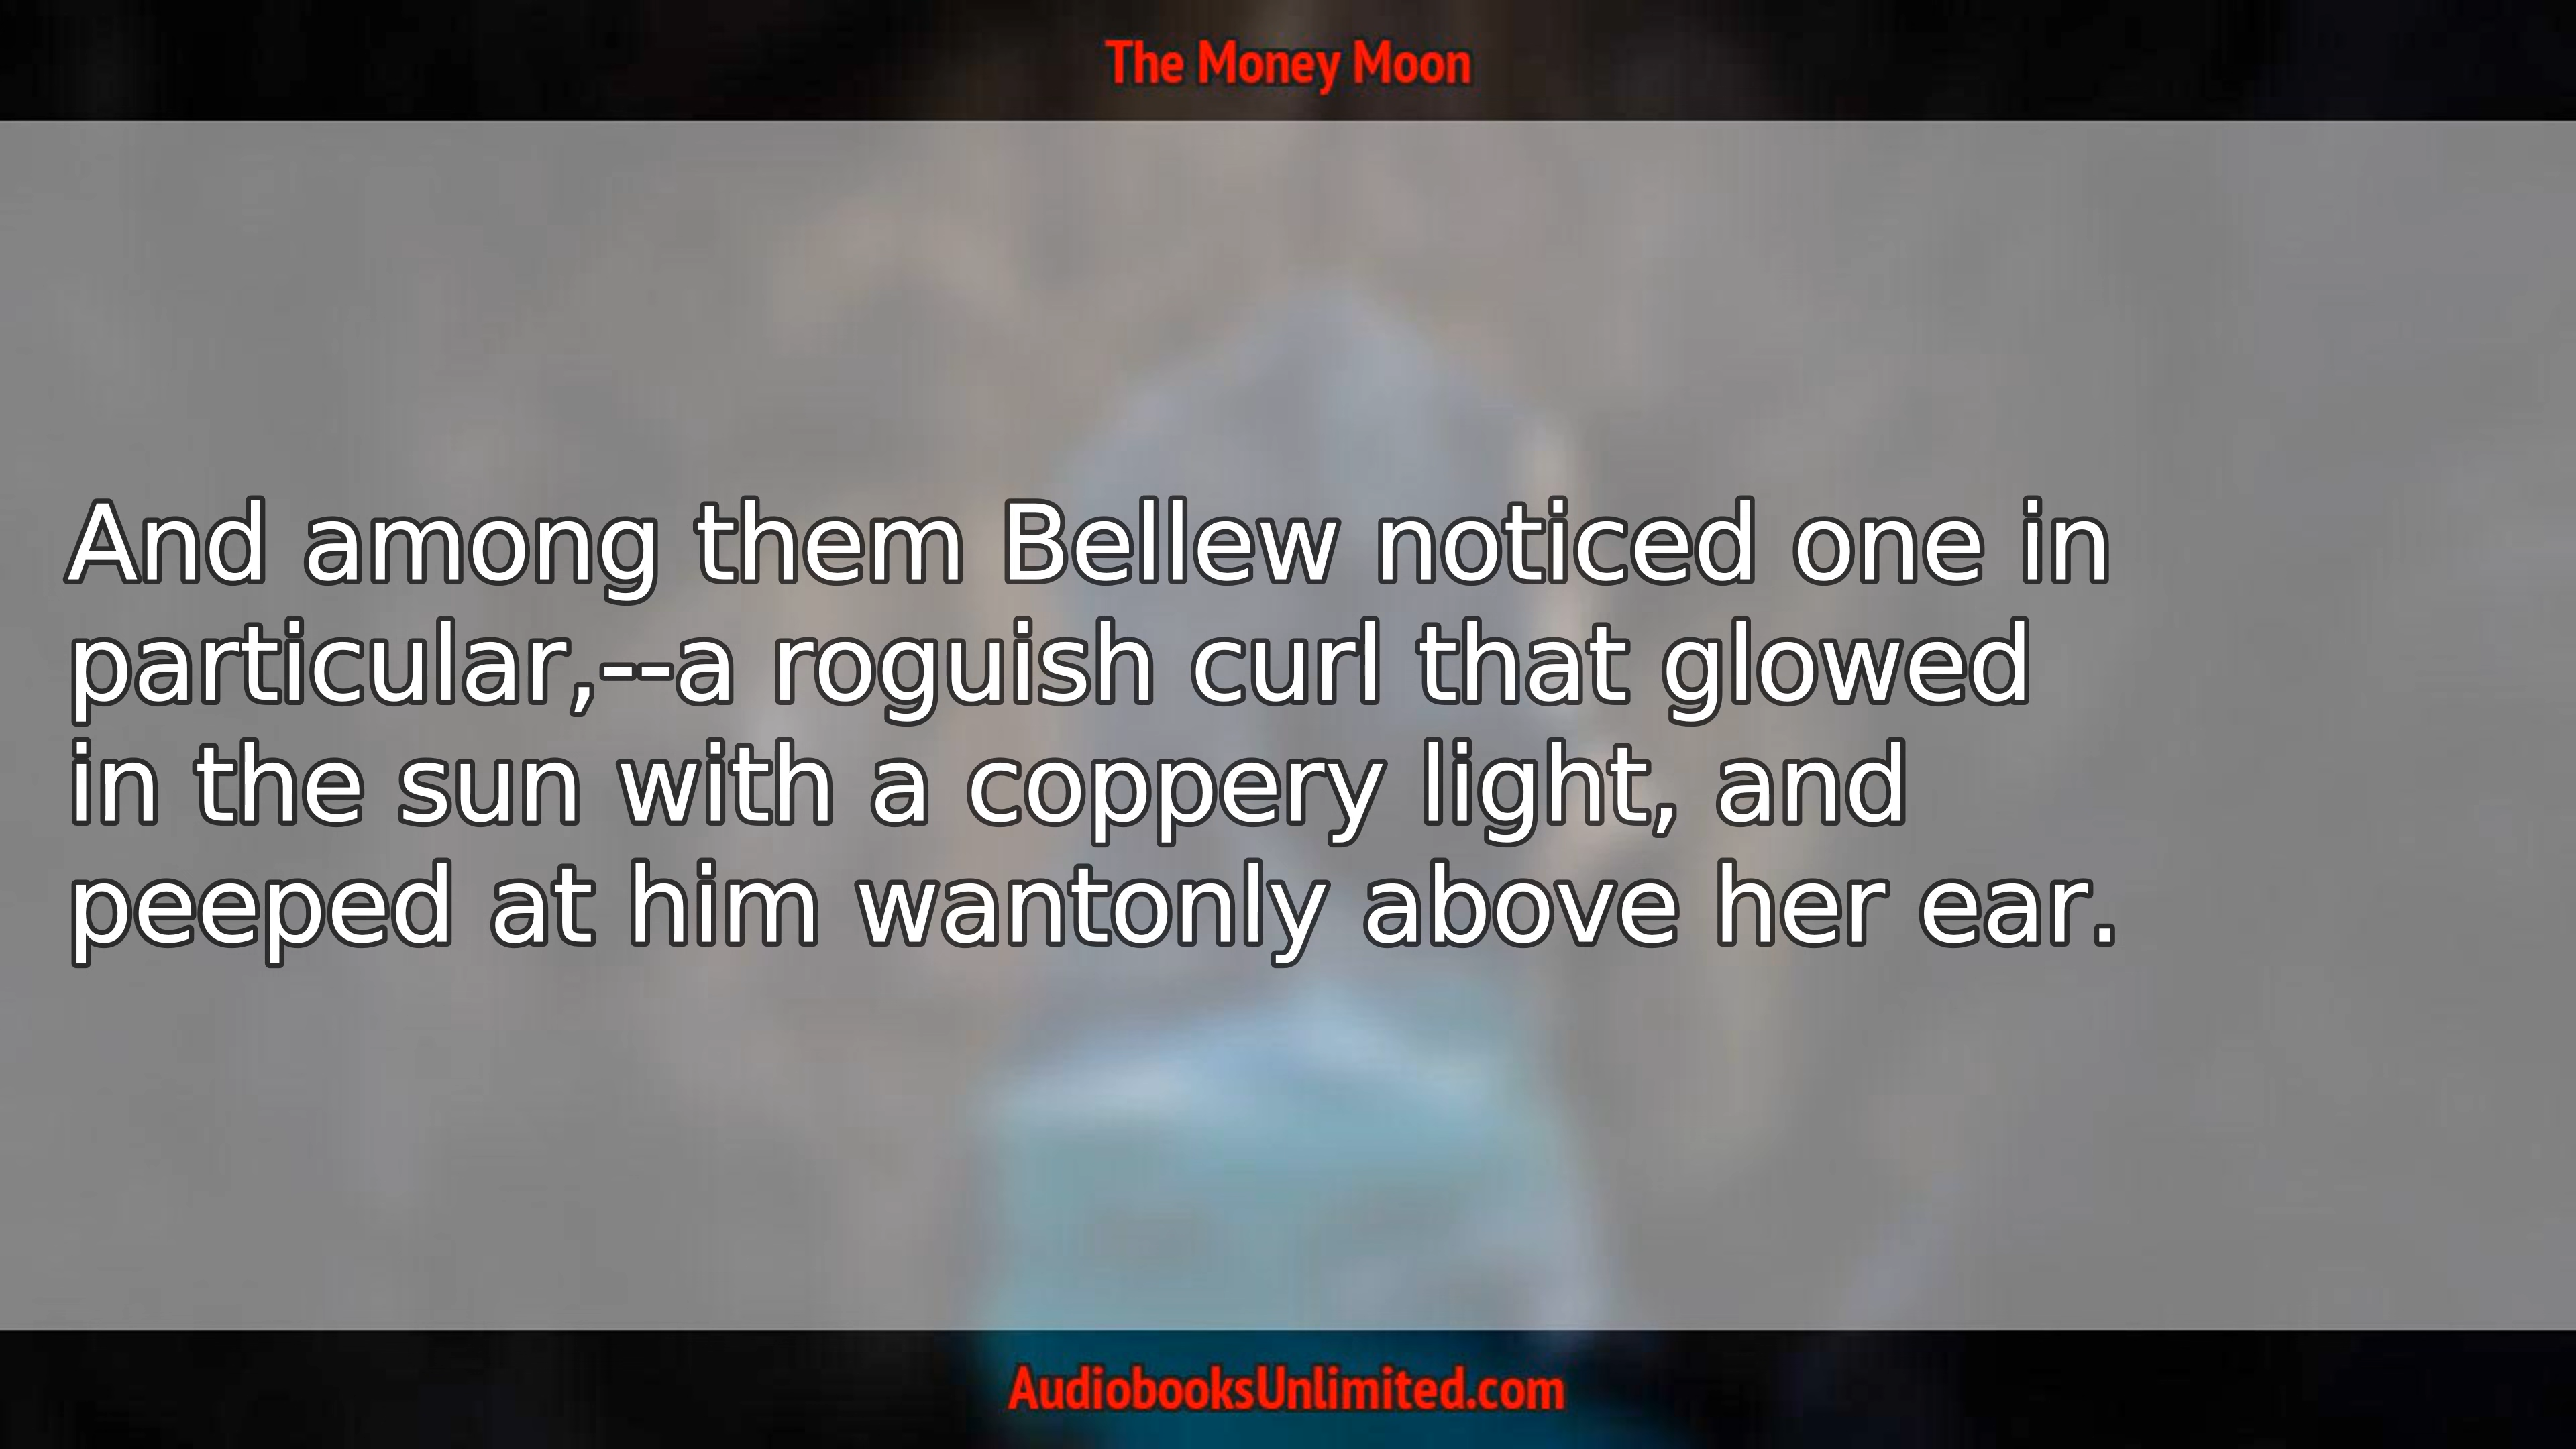 The Money Moon
And among them Bellew noticed one in
particular,--a roguish curl that glowed
in the sun with a coppery light, and
peeped at him wantonly above her ear.
AudiobooksUnlimited.com